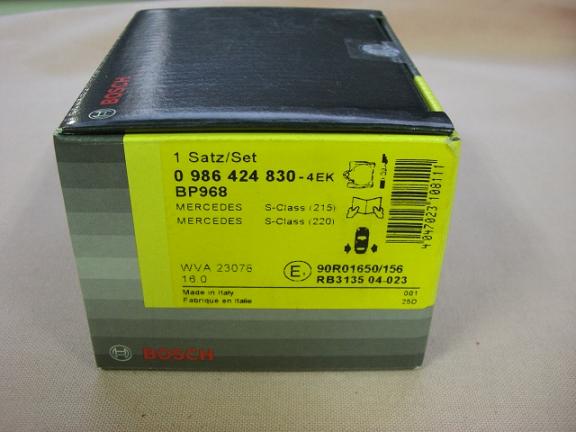 BOSCH
1 Satz/Set
0 986 424 830 - 4EK
BP968
MERCEDES S-Class (215)
MERCEDES S-Class (220)
4 047023 108111
WVA 23076
16.0
E1 90R01650/156
RB3135 04-023
Made in Italy 001
Fabriqué en Italie 25D
BOSCH